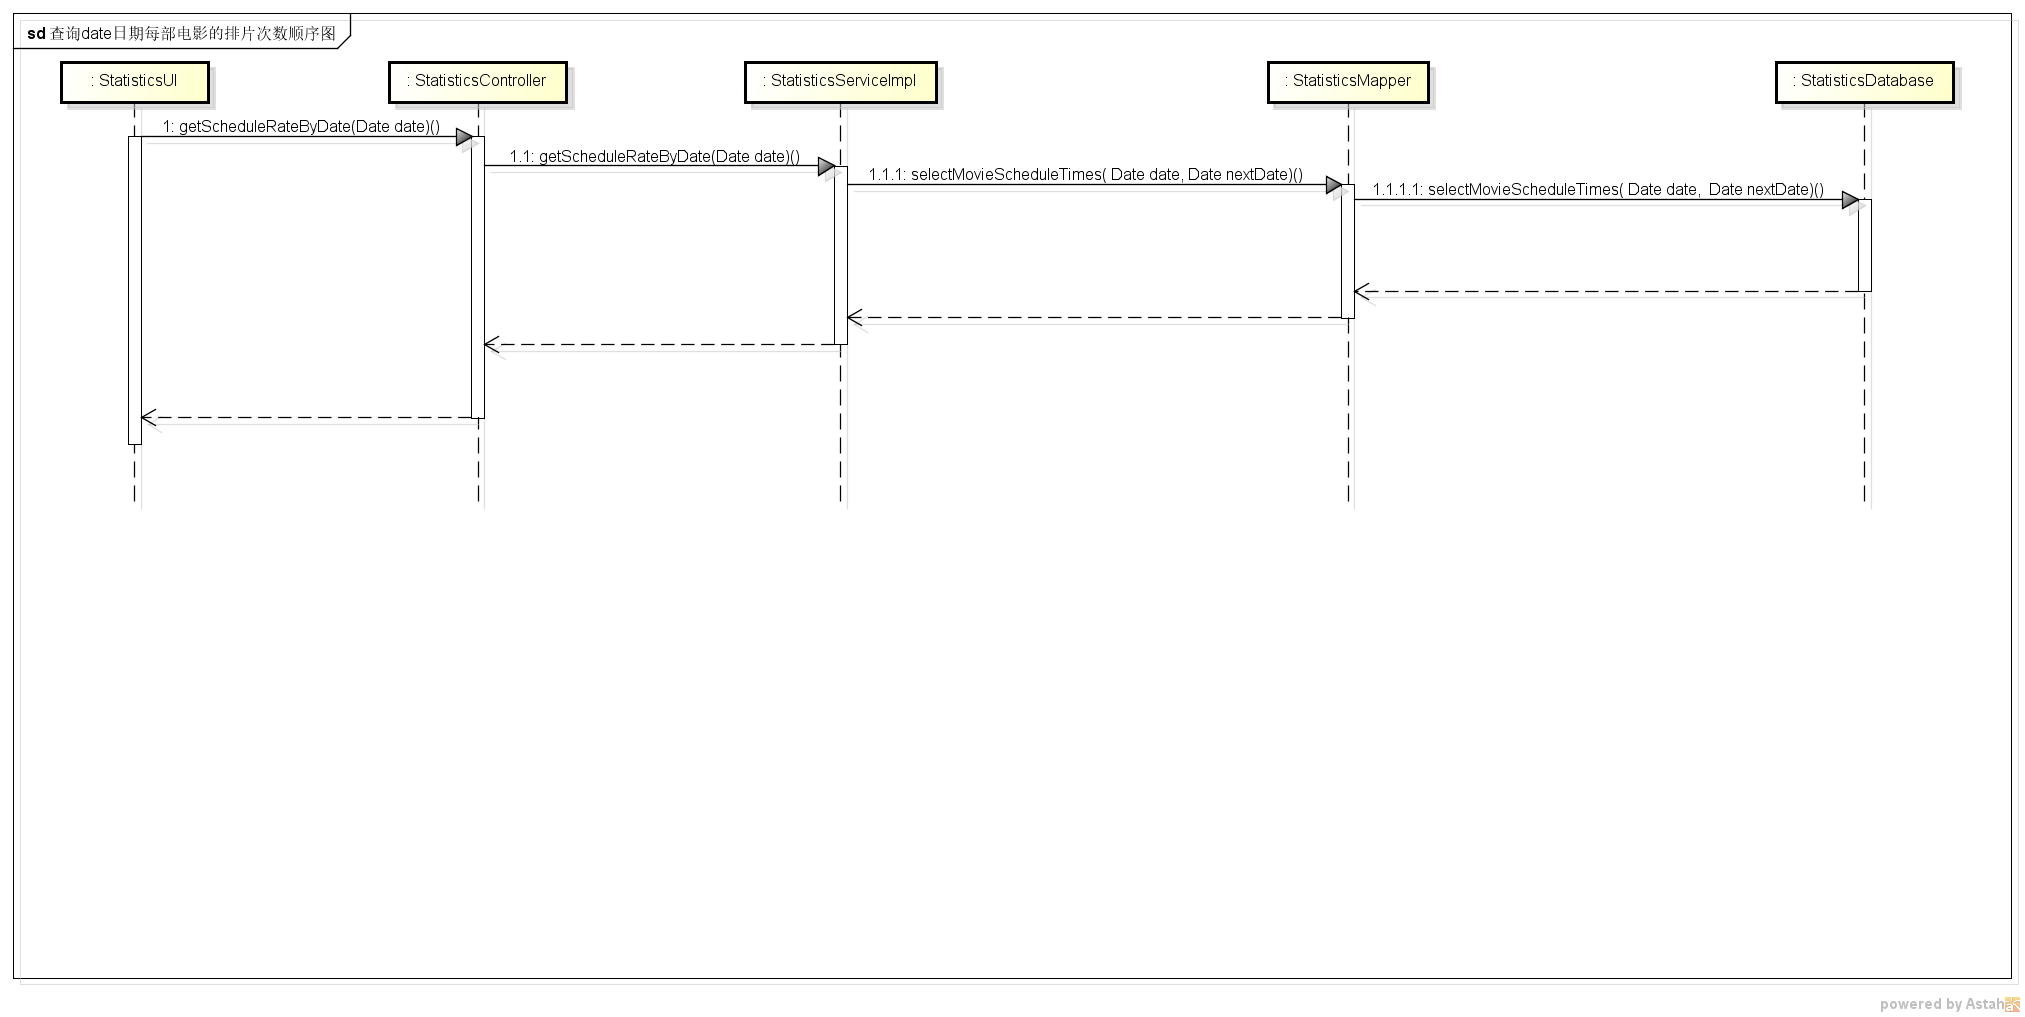 sd 查询date日期每部电影的排片次数顺序图
: StatisticsUI
: StatisticsController
: StatisticsServiceImpl
: StatisticsMapper
: StatisticsDatabase
1: getScheduleRateByDate(Date date)()
1.1: getScheduleRateByDate(Date date)()
1.1.1: selectMovieScheduleTimes( Date date, Date nextDate)()
1.1.1.1: selectMovieScheduleTimes( Date date,  Date nextDate)()
powered by Astah